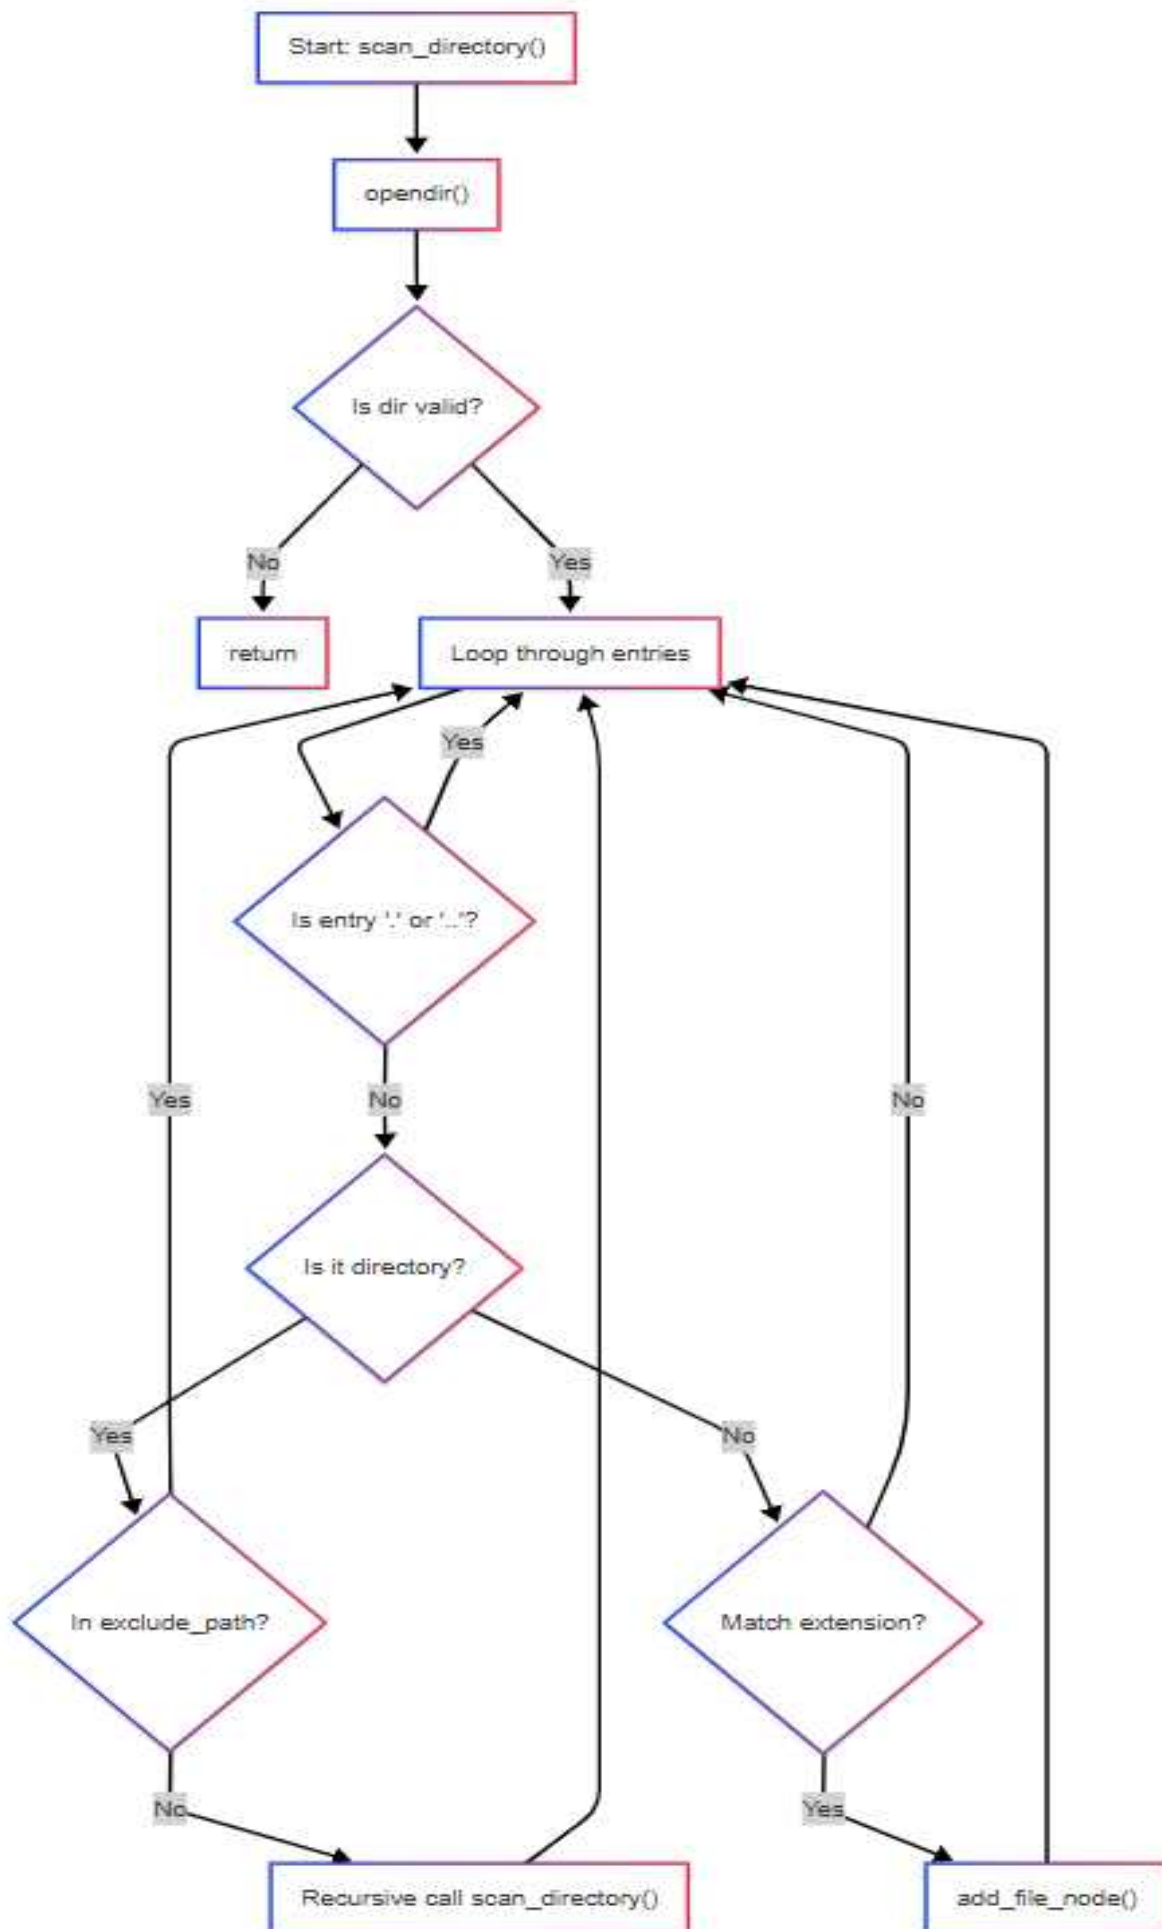 Start: scan_directory()
opendir()
Is dir valid?
No
Yes
return
Loop through entries
Yes
Is entry '.' or '..'?
Yes
No
No
Is it directory?
Yes
No
In exclude_path?
Match extension?
No
Yes
Recursive call scan_directory()
add_file_node()